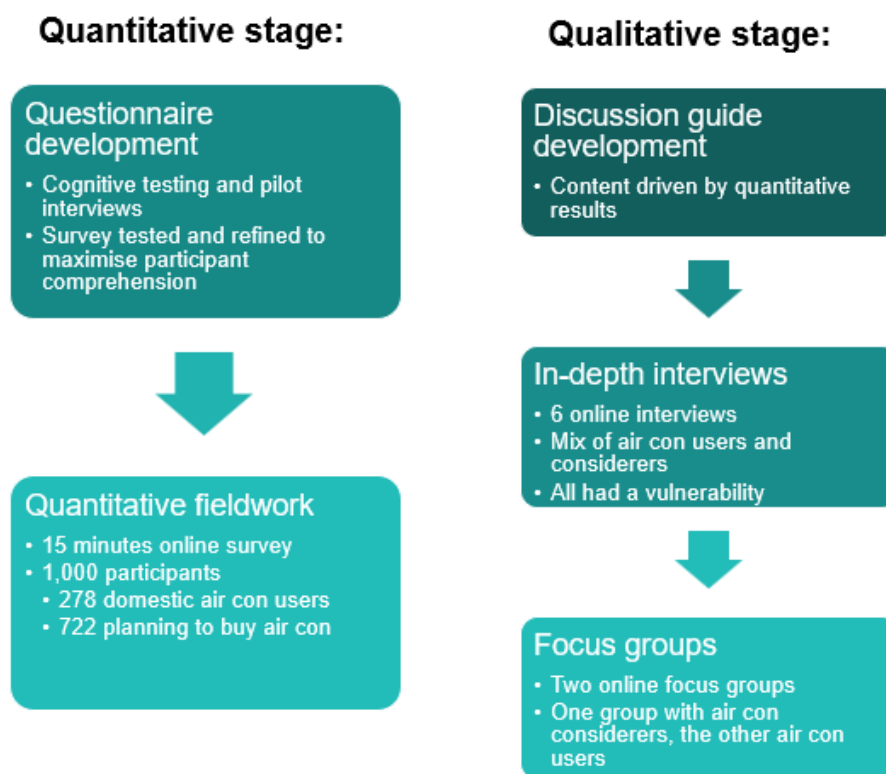 Quantitative stage:
Questionnaire
development
• Cognitive testing and pilot
interviews
• Survey tested and refined to
maximise participant
comprehension
Quantitative fieldwork
• 15 minutes online survey
• 1,000 participants
• 278 domestic air con users
• 722 planning to buy air con
Qualitative stage:
Discussion guide
development
• Content driven by quantitative
results
In-depth interviews
• 6 online interviews
• Mix of air con users and
considerers
• All had a vulnerability
Focus groups
• Two online focus groups
• One group with air con
considerers, the other air con
users